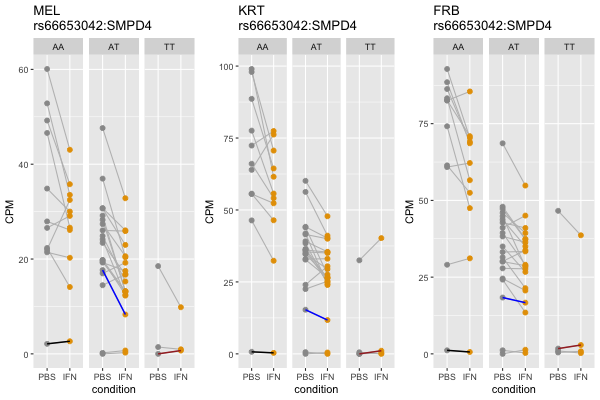 MEL
rs66653042:SMPD4
AA AT TT
CPM
60
40
20
0
PBS IFN PBS IFN PBS IFN
condition
KRT
rs66653042:SMPD4
AA AT TT
CPM
100
75
50
25
0
PBS IFN PBS IFN PBS IFN
condition
FRB
rs66653042:SMPD4
AA AT TT
CPM
75
50
25
0
PBS IFN PBS IFN PBS IFN
condition